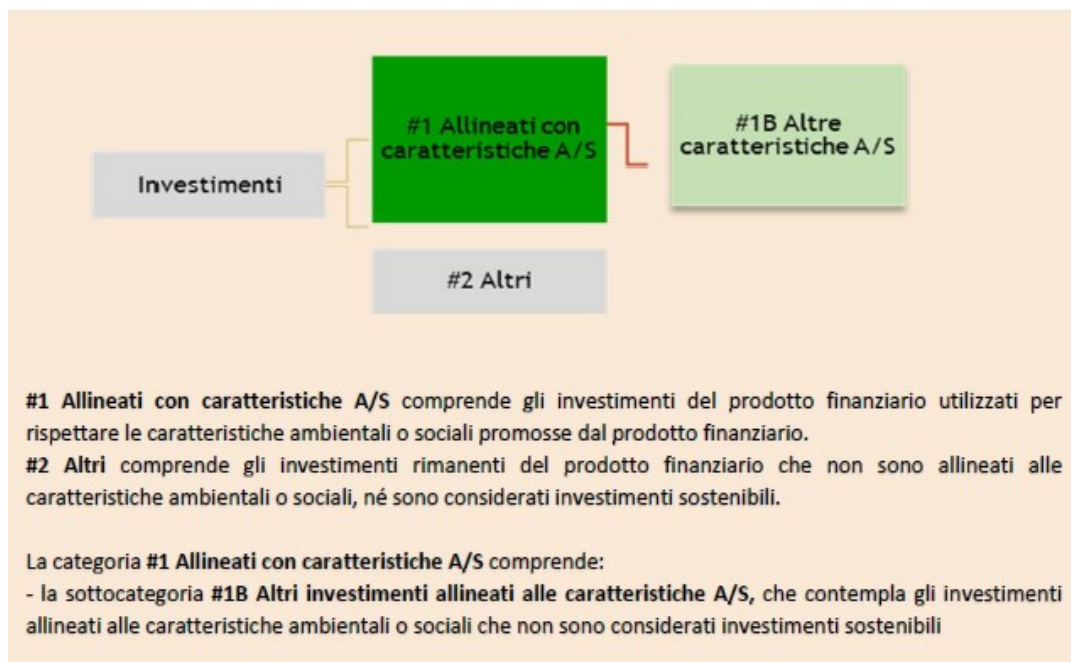 #1 Allineati con
caratteristiche A/S
#1B Altre
caratteristiche A/S
Investimenti
#2 Altri
#1 Allineati con caratteristiche A/S comprende gli investimenti del prodotto finanziario utilizzati per
rispettare le caratteristiche ambientali o sociali promosse dal prodotto finanziario.
#2 Altri comprende gli investimenti rimanenti del prodotto finanziario che non sono allineati alle
caratteristiche ambientali o sociali, né sono considerati investimenti sostenibili.
La categoria #1 Allineati con caratteristiche A/S comprende:
- la sottocategoria #1B Altri investimenti allineati alle caratteristiche A/S, che contempla gli investimenti
allineati alle caratteristiche ambientali o sociali che non sono considerati investimenti sostenibili